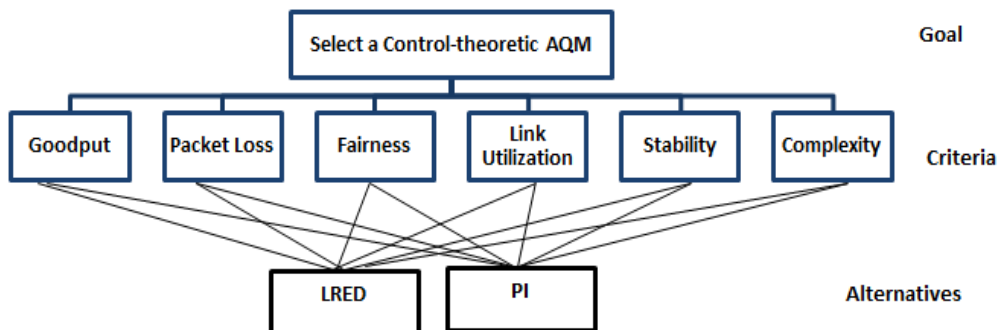 Select a Control-theoretic AQM
Goal
Goodput
Packet Loss
Fairness
Link
Utilization
Stability
Complexity
Criteria
LRED
PI
Alternatives